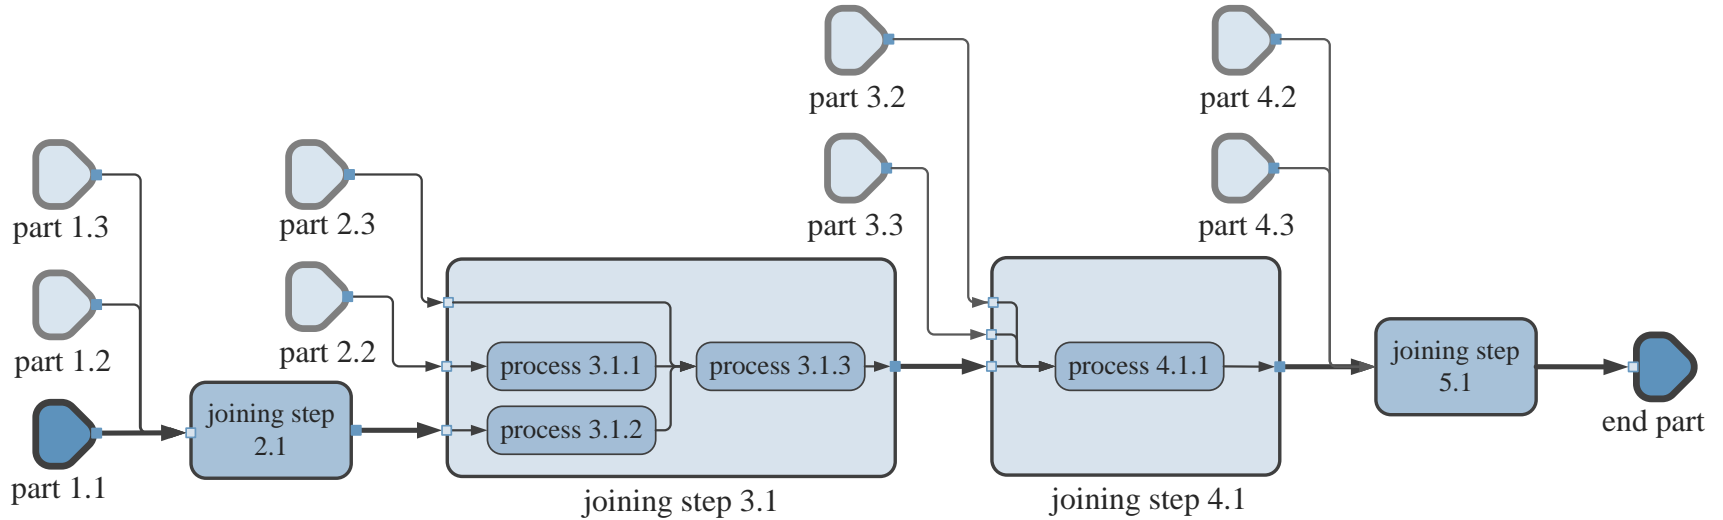 part 3.2
part 4.2
part 1.3
part 2.3
part 3.3
part 4.3
part 1.2
part 2.2
process 3.1.1
process 3.1.3
process 4.1.1
joining step
5.1
joining step
2.1
process 3.1.2
end part
part 1.1
joining step 3.1
joining step 4.1